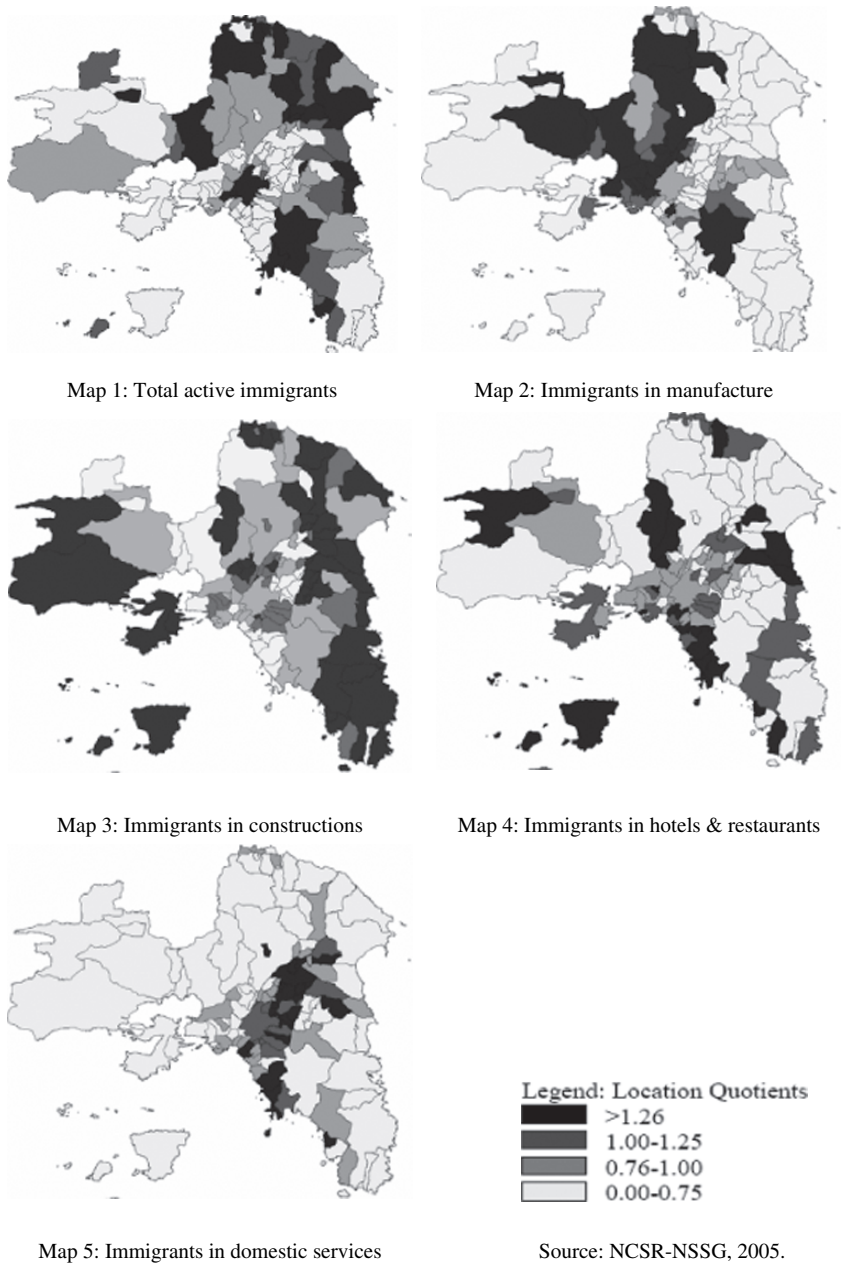 Map 1: Total active immigrants
Map 2: Immigrants in manufacture
Map 3: Immigrants in constructions
Map 4: Immigrants in hotels & restaurants
Legend: Location Quotients
>1.26
1.00-1.25
0.76-1.00
0.00-0.75
Map 5: Immigrants in domestic services
Source: NCSR-NSSG, 2005.